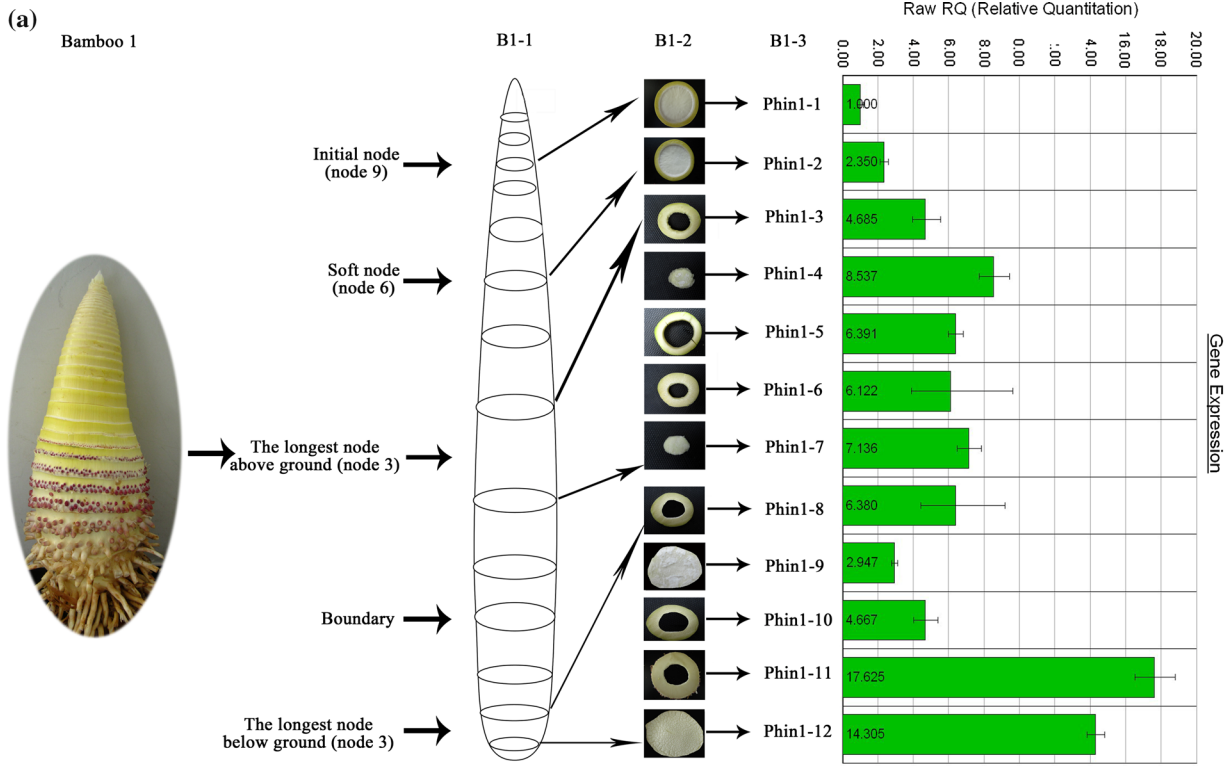 (a)
Bamboo 1
B1-1
B1-2
B1-3
Raw RQ (Relative Quantitation)
0.00
2.00
4.00
6.00
8.00
0.00
:.00
4.00
16.00
18.00
20.00
Initial node
(node 9)
Soft node
(node 6)
The longest node
above ground (node 3)
Boundary
The longest node
below ground (node 3)
Phin1-1
Phin1-2
Phin1-3
Phin1-4
Phin1-5
Phin1-6
Phin1-7
Phin1-8
Phin1-9
Phin1-10
Phin1-11
Phin1-12
1.000
2.350
4.685
8.537
6.391
6.122
7.136
6.380
2.947
4.667
17.625
14.305
Gene Expression